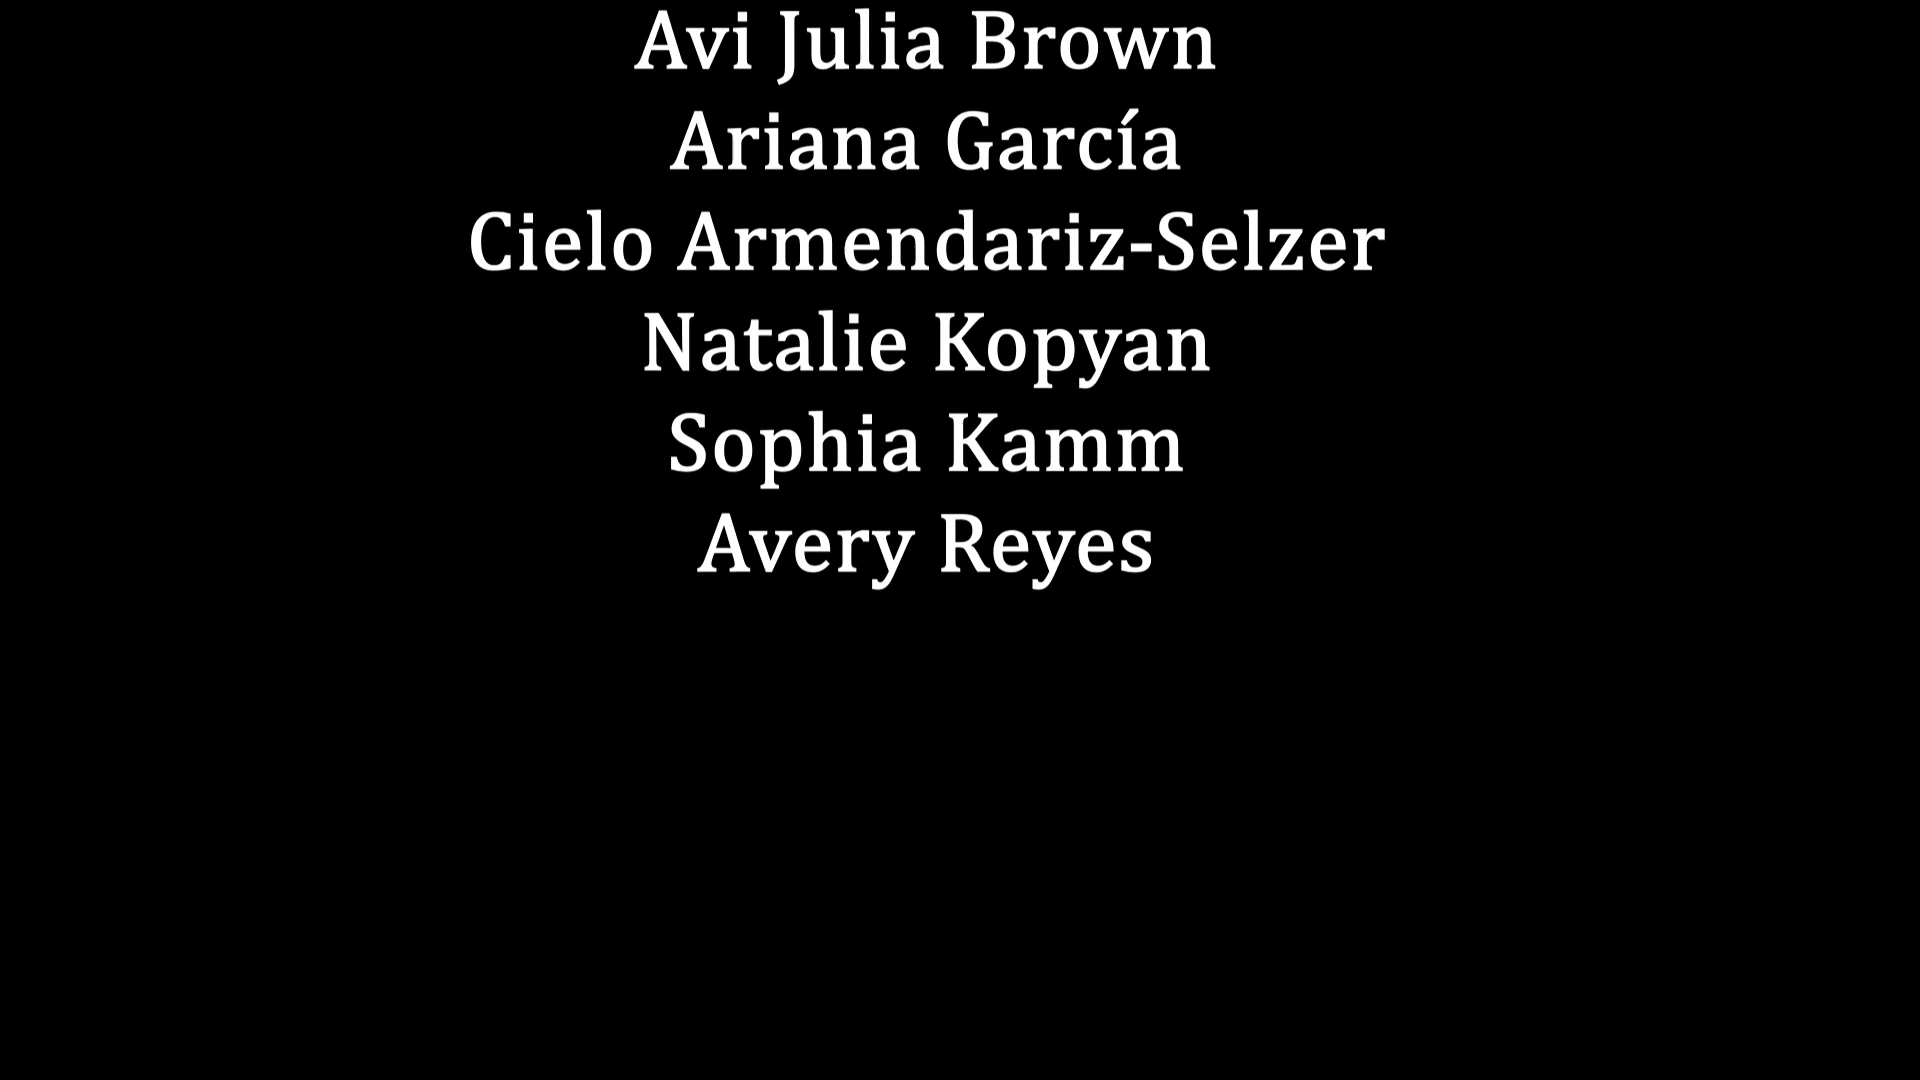 Avi Julia Brown
Ariana García
Cielo Armendariz-Selzer
Natalie Kopyan
Sophia Kamm
Avery Reyes